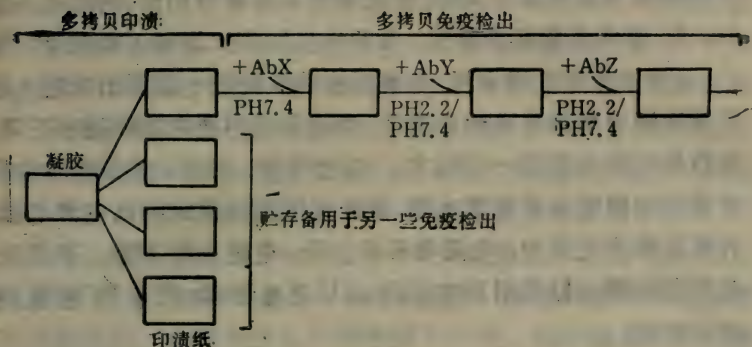 多拷贝印渍 多拷贝免疫检出
+AbX +AbY +AbZ
PH7.4 PH2.2/ PH2.2/
PH7.4 PH7.4
凝胶
贮存备用于另一些免疫检出
印渍纸